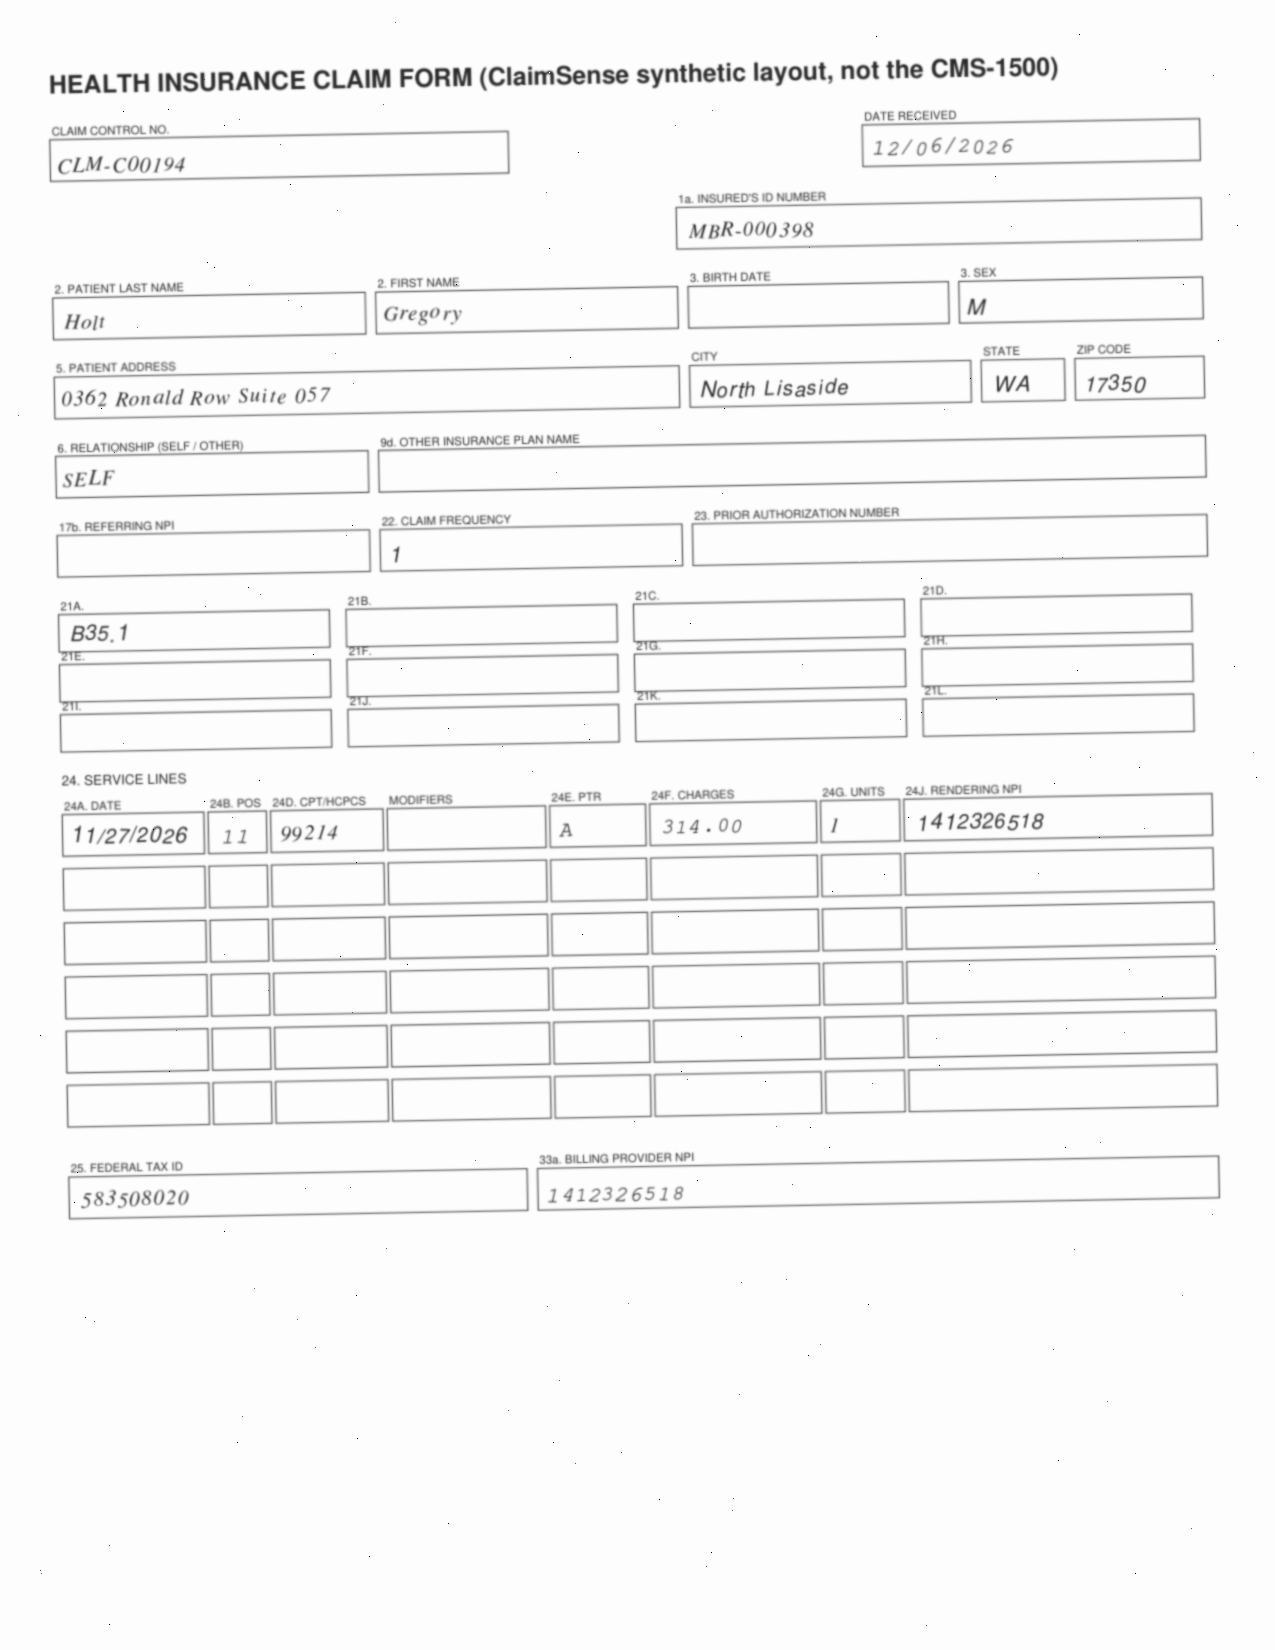 HEALTH INSURANCE CLAIM FORM (ClaimSense synthetic layout, not the CMS-1500)
CLAIM CONTROL NO.
CLM-C00194
DATE RECEIVED
12/06/2026
1a. INSURED'S ID NUMBER
MBR-000398
2. PATIENT LAST NAME 2. FIRST NAME 3. BIRTH DATE 3. SEX
Holt Gregory M
5. PATIENT ADDRESS CITY STATE ZIP CODE
0362 Ronald Row Suite 057 North Lisaside WA 17350
6. RELATIONSHIP (SELF / OTHER) 9d. OTHER INSURANCE PLAN NAME
SELF
17b. REFERRING NPI 22. CLAIM FREQUENCY 23. PRIOR AUTHORIZATION NUMBER
1
21A. 21B. 21C. 21D.
B35.1
21E. 21F. 21G. 21H.
21I. 21J. 21K. 21L.
24. SERVICE LINES
24A. DATE 24B. POS 24D. CPT/HCPCS MODIFIERS 24E. PTR 24F. CHARGES 24G. UNITS 24J. RENDERING NPI
11/27/2026 11 99214 A 314.00 1 1412326518
25. FEDERAL TAX ID 33a. BILLING PROVIDER NPI
583508020 1412326518